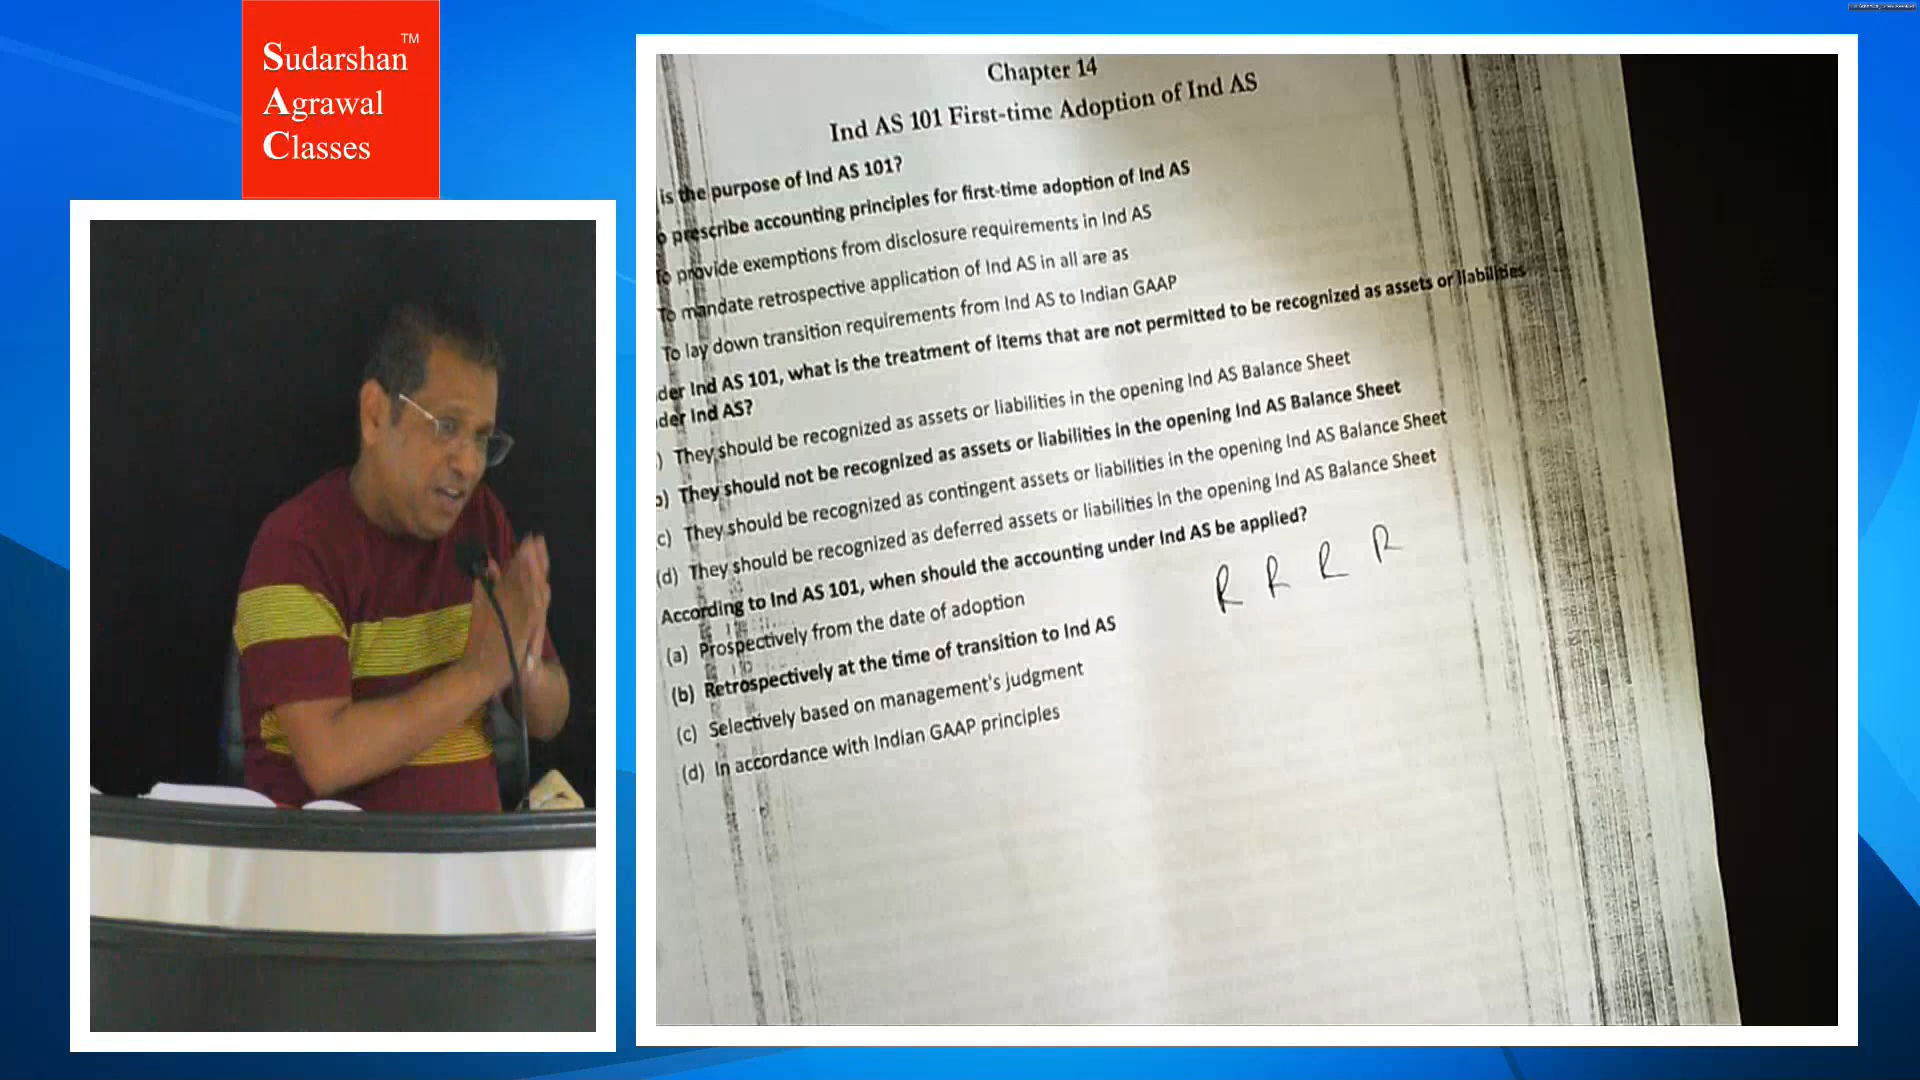 Sudarshan™
Agrawal
Classes
Chapter 14
Ind AS 101 First-time Adoption of Ind AS
is the purpose of Ind AS 101?
prescribe accounting principles for first-time adoption of Ind AS
To provide exemptions from disclosure requirements in Ind AS
To mandate retrospective application of Ind AS in all are as
To lay down transition requirements from Ind AS to Indian GAAP
der Ind AS 101, what is the treatment of items that are not permitted to be recognized as assets or liabilities
der Ind AS?
) They should be recognized as assets or liabilities in the opening Ind AS Balance Sheet
b) They should not be recognized as assets or liabilities in the opening Ind AS Balance Sheet
c) They should be recognized as contingent assets or liabilities in the opening Ind AS Balance Sheet
(d) They should be recognized as deferred assets or liabilities in the opening Ind AS Balance Sheet
According to Ind AS 101, when should the accounting under Ind AS be applied?
R R R R
(a) Prospectively from the date of adoption
(b) Retrospectively at the time of transition to Ind AS
(c) Selectively based on management's judgment
(d) In accordance with Indian GAAP principles